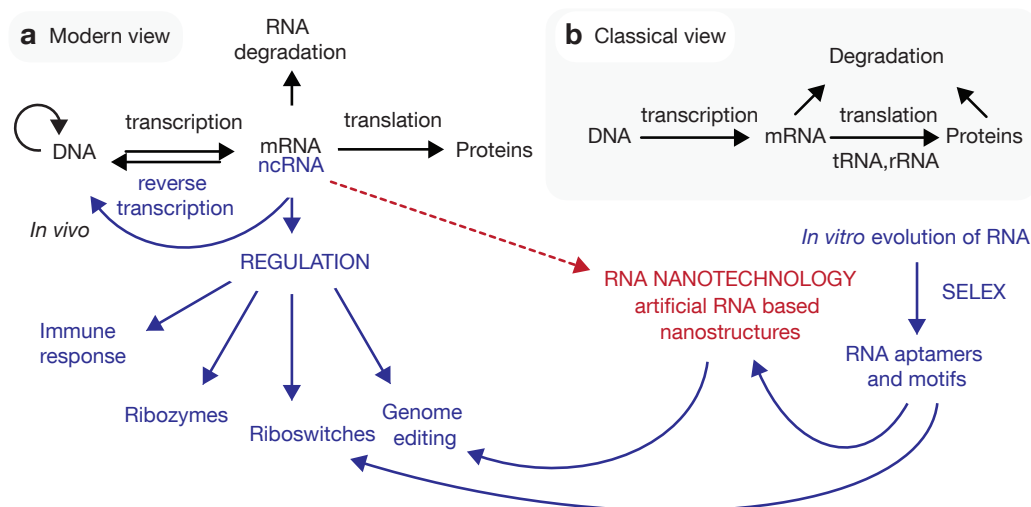 a Modern view
RNA
degradation
DNA
transcription
reverse
transcription
mRNA
ncRNA
translation
Proteins
In vivo
REGULATION
Immune
response
Ribozymes
Riboswitches
Genome
editing
b Classical view
Degradation
DNA
transcription
mRNA
translation
tRNA,rRNA
Proteins
In vitro evolution of RNA
SELEX
RNA aptamers
and motifs
RNA NANOTECHNOLOGY
artificial RNA based
nanostructures